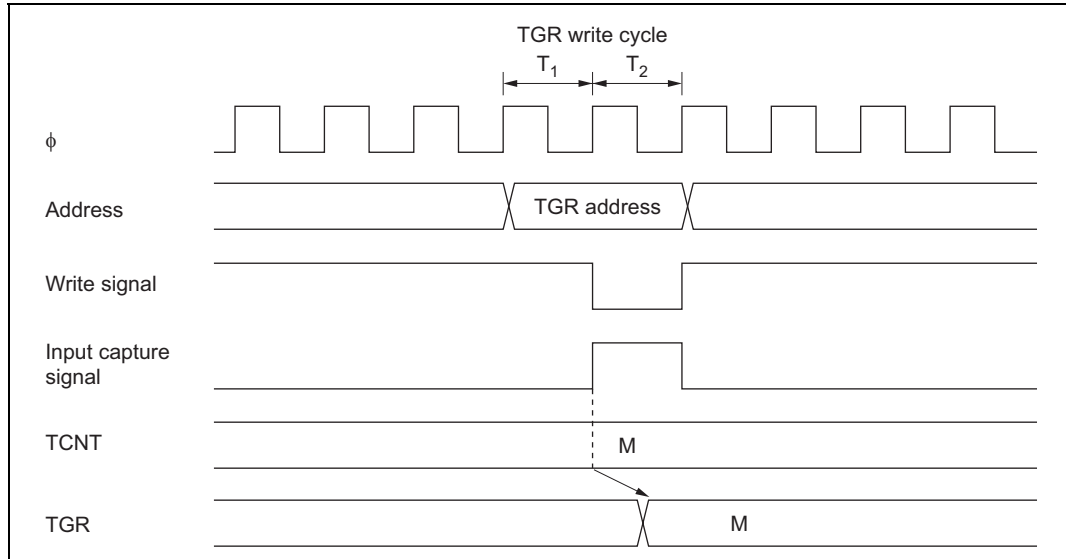 TGR write cycle
T₁ T₂
ϕ
Address
TGR address
Write signal
Input capture
signal
TCNT
M
TGR
M